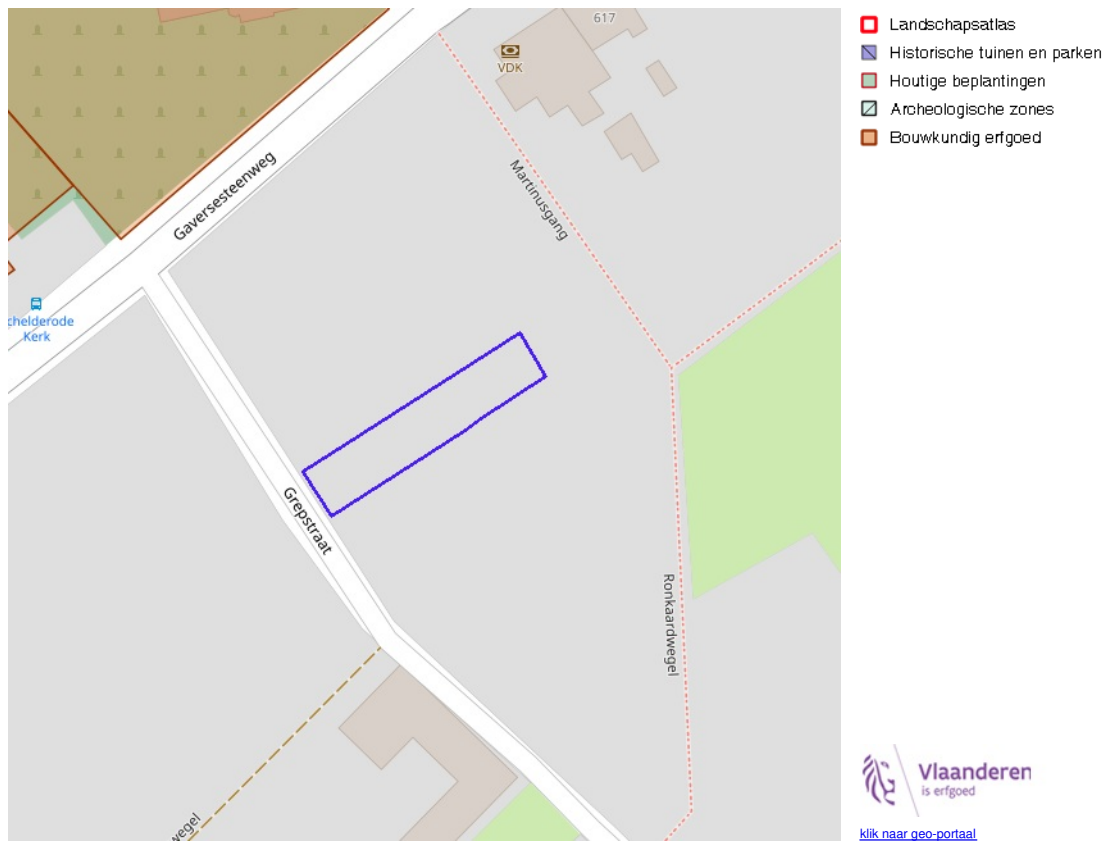 617
VDK
Gaversesteenweg
Martinusgang
chelderode
Kerk
Grepstraat
Ronkaardwegel
wegel
Landschapsatlas
Historische tuinen en parken
Houtige beplantingen
Archeologische zones
Bouwkundig erfgoed
Vlaanderen
is erfgoed
klik naar geo-portaal